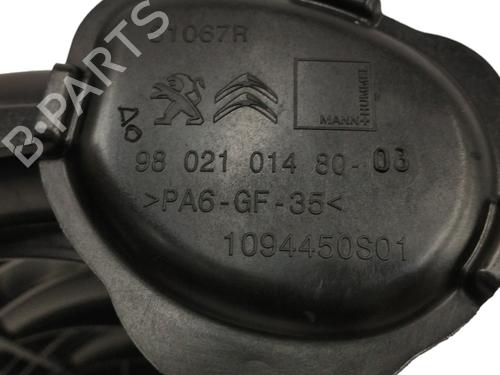 1067R
MANN+HUMMEL
98 021 014 80-03
>PA6-GF-35<
1094450S01
B-PARTS